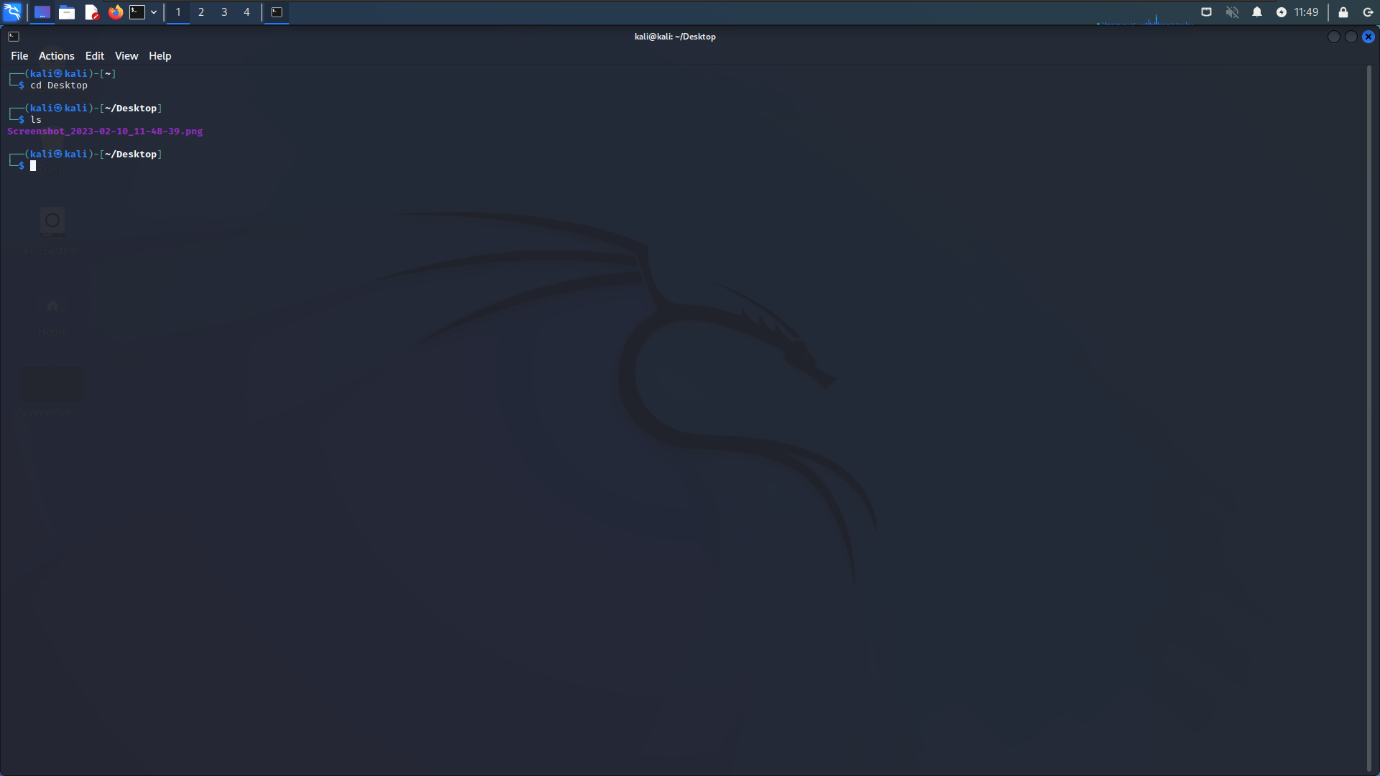 1 2 3 4 11:49
kali@kali: ~/Desktop
File Actions Edit View Help
┌──(kali㉿kali)-[~]
└─$ cd Desktop
┌──(kali㉿kali)-[~/Desktop]
└─$ ls
Screenshot_2023-02-10_11-48-39.png
┌──(kali㉿kali)-[~/Desktop]
└─$
Home